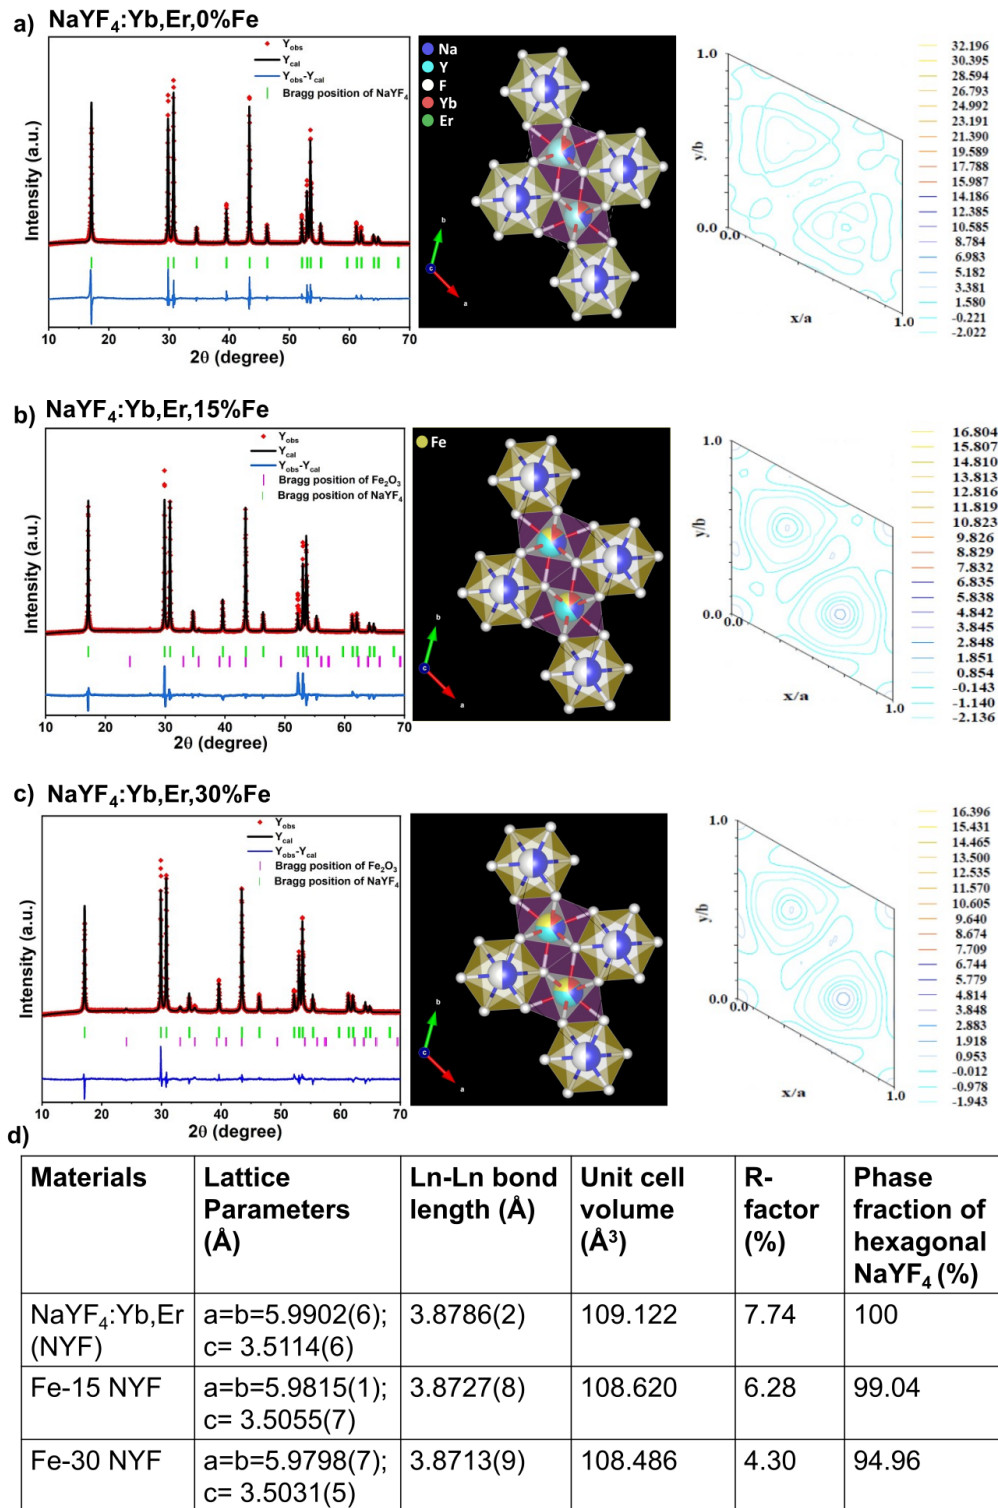 a) NaYF4:Yb,Er,0%Fe
Yobs
Ycal
Yobs-Ycal
Bragg position of NaYF4
Intensity (a.u.)
10 20 30 40 50 60 70
2θ (degree)
Na
Y
F
Yb
Er
b
c
a
1.0
y/b
0.0
0.0
x/a
1.0
32.196
30.395
28.594
26.793
24.992
23.191
21.390
19.589
17.788
15.987
14.186
12.385
10.585
8.784
6.983
5.182
3.381
1.580
-0.221
-2.022
b) NaYF4:Yb,Er,15%Fe
Yobs
Ycal
Yobs-Ycal
Bragg position of Fe2O3
Bragg position of NaYF4
Intensity (a.u.)
10 20 30 40 50 60 70
2θ (degree)
Fe
b
c
a
1.0
y/b
0.0
0.0
x/a
1.0
16.804
15.807
14.810
13.813
12.816
11.819
10.823
9.826
8.829
7.832
6.835
5.838
4.842
3.845
2.848
1.851
0.854
-0.143
-1.140
-2.136
c) NaYF4:Yb,Er,30%Fe
Yobs
Ycal
Yobs-Ycal
Bragg position of Fe2O3
Bragg position of NaYF4
Intensity (a.u.)
10 20 30 40 50 60 70
2θ (degree)
b
c
a
1.0
y/b
0.0
0.0
x/a
1.0
16.396
15.431
14.465
13.500
12.535
11.570
10.605
9.640
8.674
7.709
6.744
5.779
4.814
3.848
2.883
1.918
0.953
-0.012
-0.978
-1.943
d)
Materials
Lattice
Parameters
(Å)
Ln-Ln bond
length (Å)
Unit cell
volume
(Å³)
R-
factor
(%)
Phase
fraction of
hexagonal
NaYF4 (%)
NaYF4:Yb,Er
(NYF)
a=b=5.9902(6);
c= 3.5114(6)
3.8786(2)
109.122
7.74
100
Fe-15 NYF
a=b=5.9815(1);
c= 3.5055(7)
3.8727(8)
108.620
6.28
99.04
Fe-30 NYF
a=b=5.9798(7);
c= 3.5031(5)
3.8713(9)
108.486
4.30
94.96